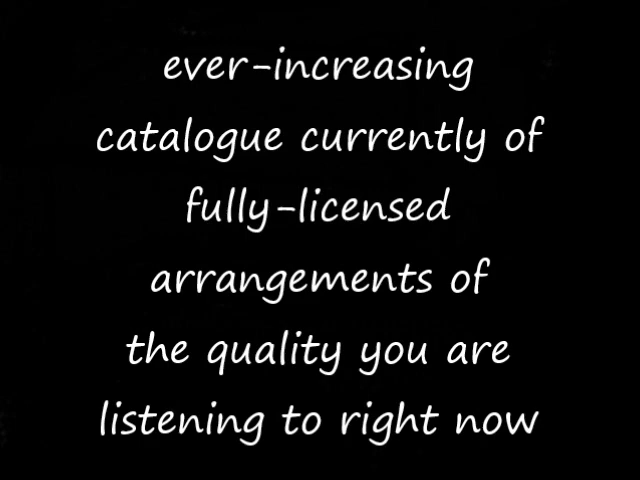 ever-increasing
catalogue currently of
fully-licensed
arrangements of
the quality you are
listening to right now